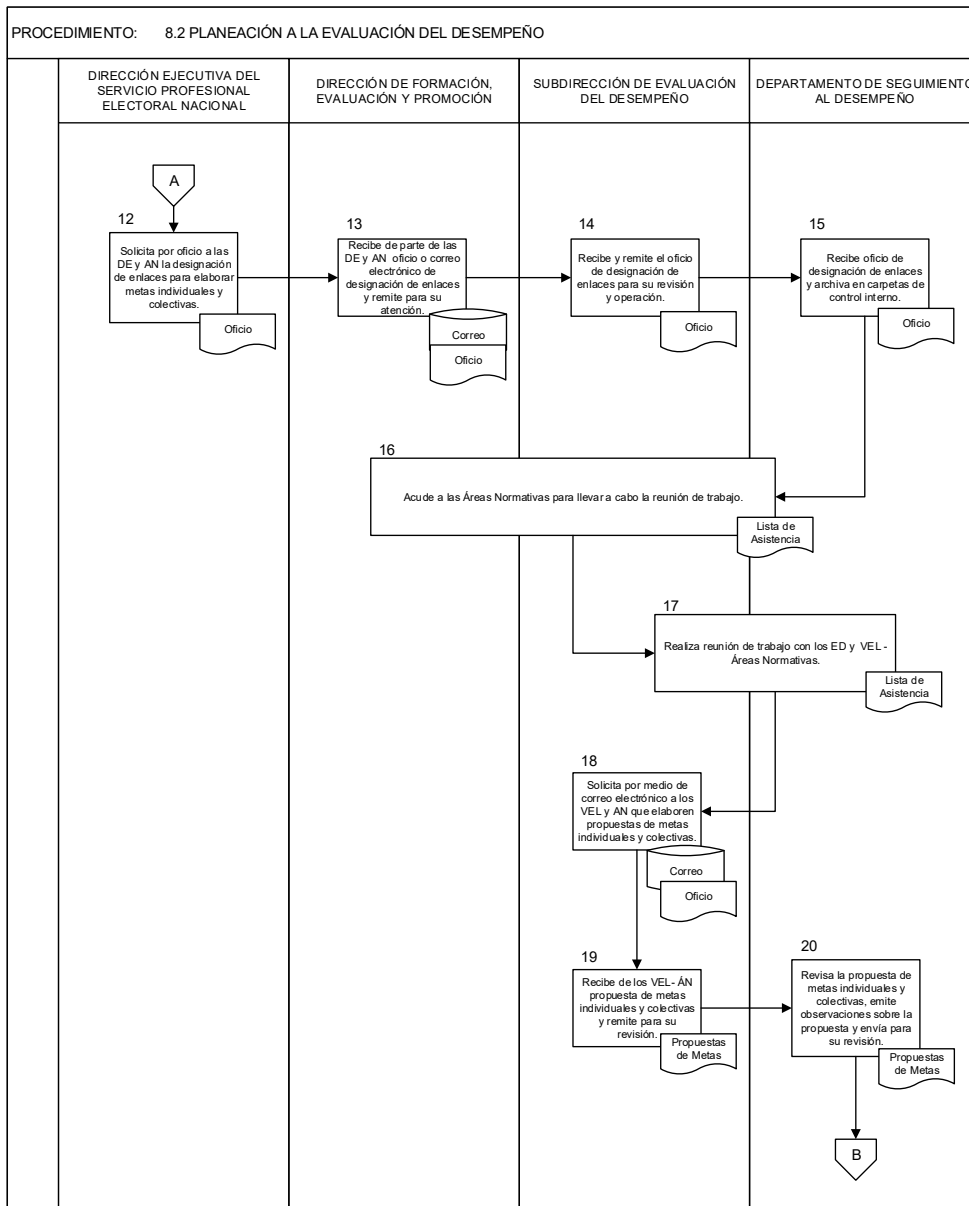 PROCEDIMIENTO: 8.2 PLANEACIÓN A LA EVALUACIÓN DEL DESEMPEÑO
DIRECCIÓN EJECUTIVA DEL
SERVICIO PROFESIONAL
ELECTORAL NACIONAL
DIRECCIÓN DE FORMACIÓN,
EVALUACIÓN Y PROMOCIÓN
SUBDIRECCIÓN DE EVALUACIÓN
DEL DESEMPEÑO
DEPARTAMENTO DE SEGUIMIENTO
AL DESEMPEÑO
A
12
Solicita por oficio a las
DE y AN la designación
de enlaces para elaborar
metas individuales y
colectivas.
Oficio
13
Recibe de parte de las
DE y AN oficio o correo
electrónico de
designación de enlaces
y remite para su
atención.
Correo
Oficio
14
Recibe y remite el oficio
de designación de
enlaces para su revisión
y operación.
Oficio
15
Recibe oficio de
designación de enlaces
y archiva en carpetas de
control interno.
Oficio
16
Acude a las Áreas Normativas para llevar a cabo la reunión de trabajo.
Lista de
Asistencia
17
Realiza reunión de trabajo con los ED y VEL -
Áreas Normativas.
Lista de
Asistencia
18
Solicita por medio de
correo electrónico a los
VEL y AN que elaboren
propuestas de metas
individuales y colectivas.
Correo
Oficio
19
Recibe de los VEL- ÁN
propuesta de metas
individuales y colectivas
y remite para su
revisión.
Propuestas
de Metas
20
Revisa la propuesta de
metas individuales y
colectivas, emite
observaciones sobre la
propuesta y envía para
su revisión.
Propuestas
de Metas
B